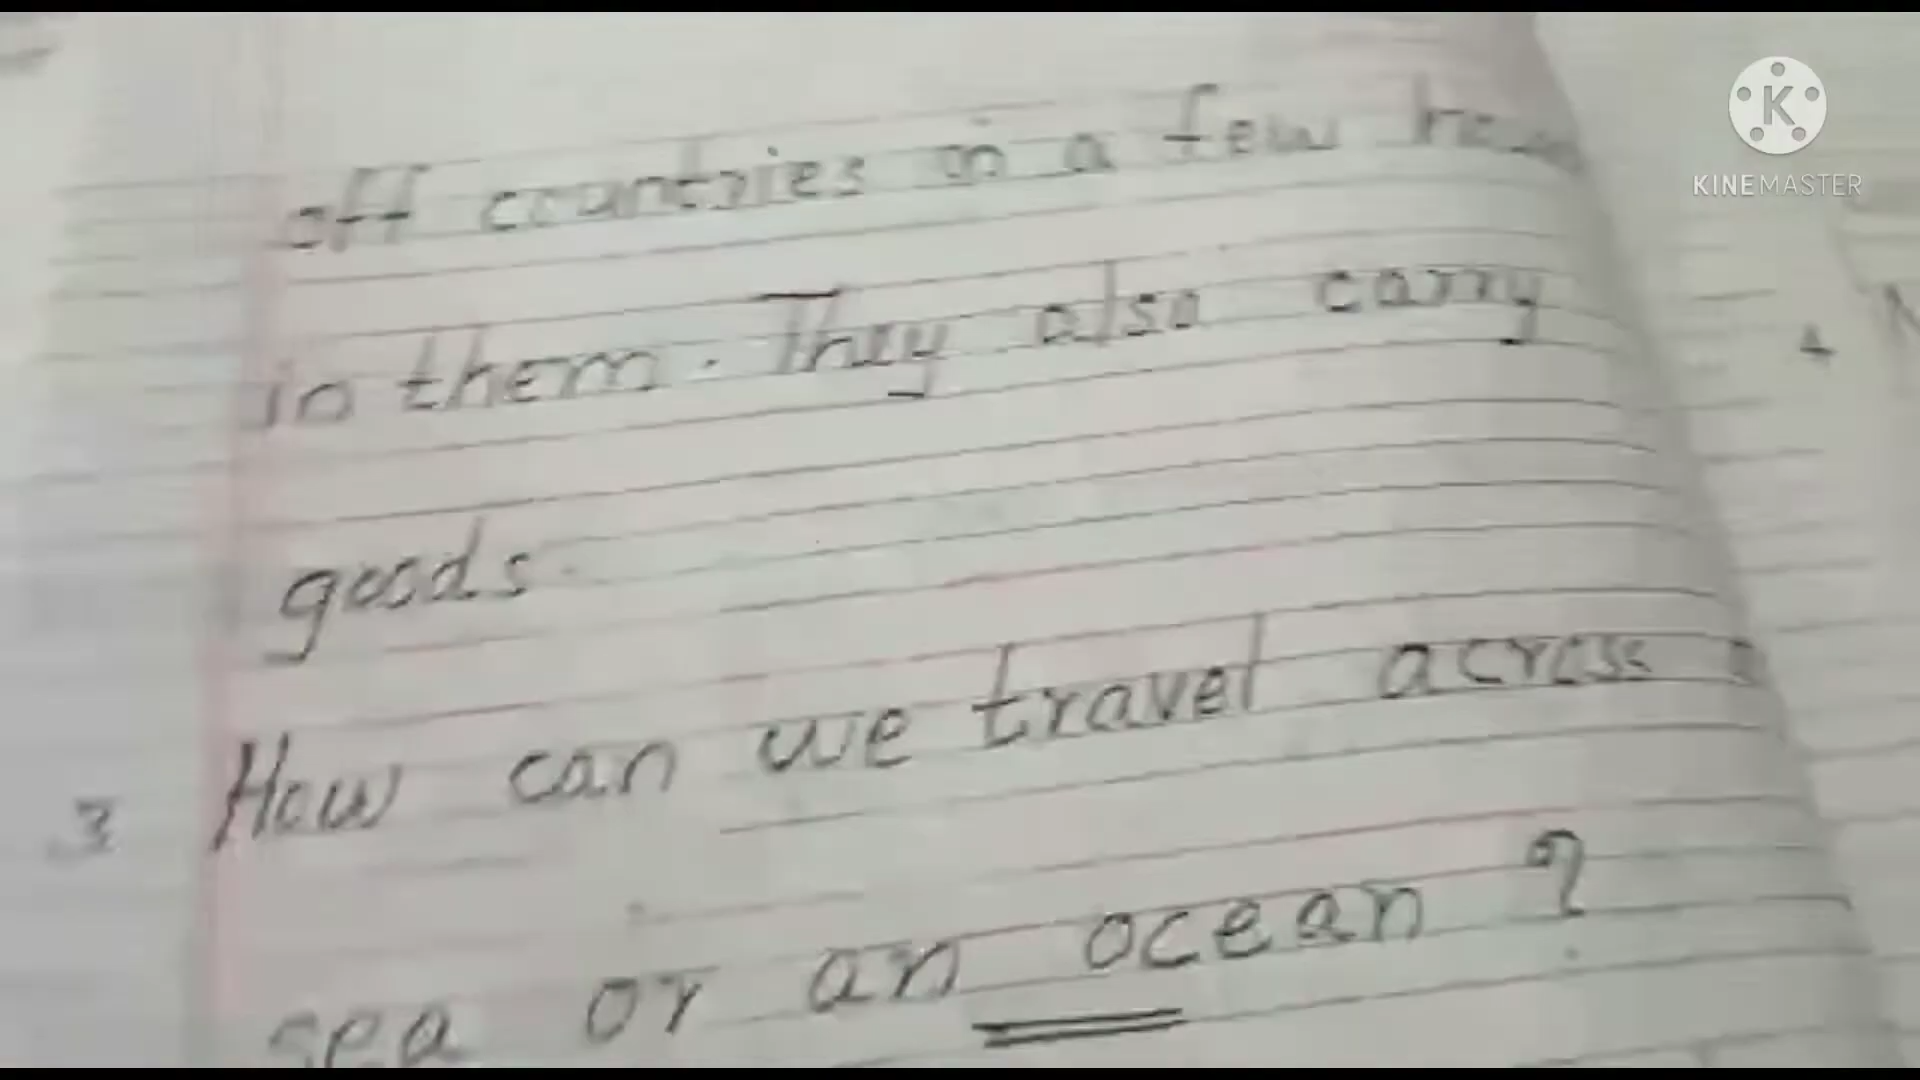 off countries in a few
in them. They also carry
goods.
3 How can we travel across a
sea or an ocean ?
4
KINEMASTER